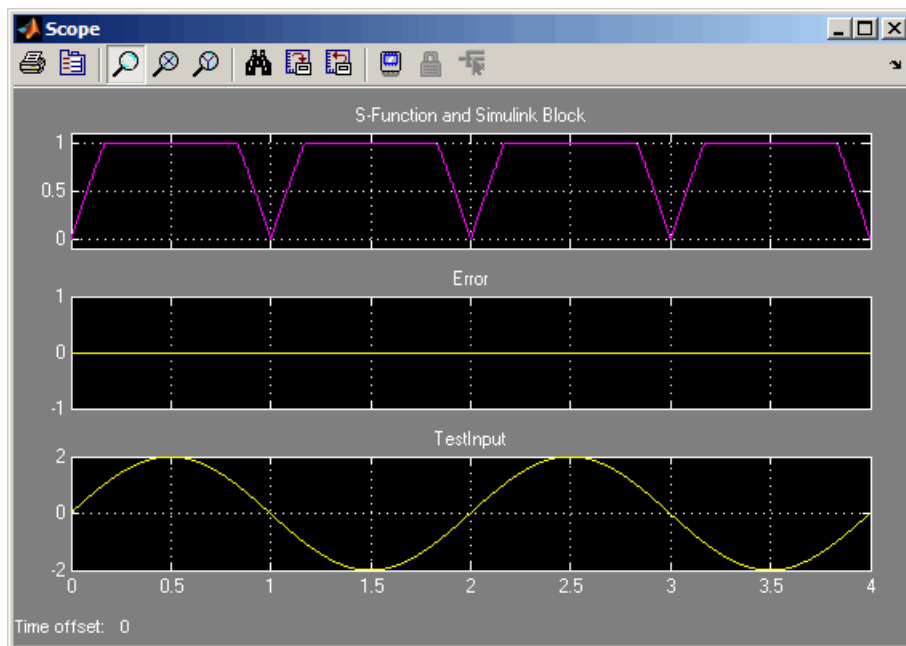 Scope
S-Function and Simulink Block
1
0.5
0
Error
1
0
-1
TestInput
2
0
-2
0 0.5 1 1.5 2 2.5 3 3.5 4
Time offset: 0